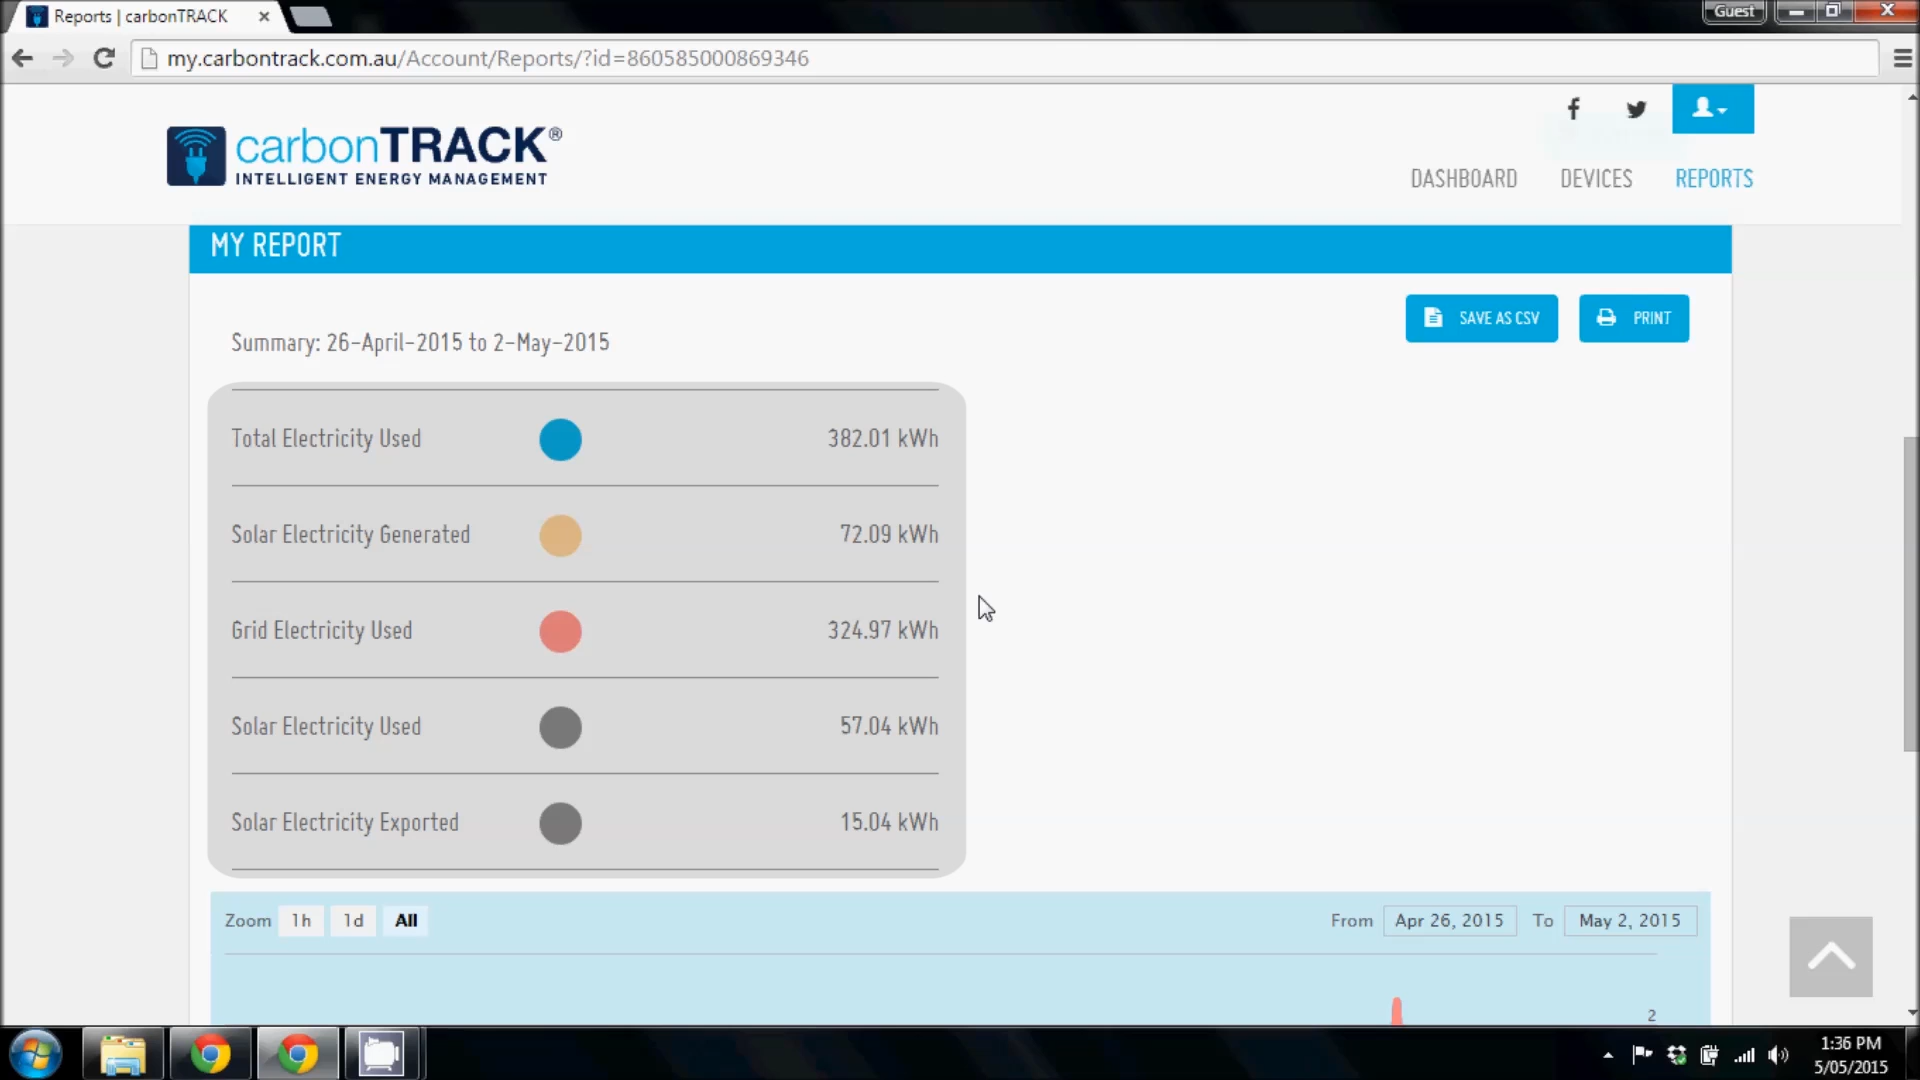 Reports | carbonTRACK
Guest
my.carbontrack.com.au/Account/Reports/?id=860585000869346
carbonTRACK®
INTELLIGENT ENERGY MANAGEMENT
DASHBOARD DEVICES REPORTS
MY REPORT
SAVE AS CSV PRINT
Summary: 26-April-2015 to 2-May-2015
Total Electricity Used 382.01 kWh
Solar Electricity Generated 72.09 kWh
Grid Electricity Used 324.97 kWh
Solar Electricity Used 57.04 kWh
Solar Electricity Exported 15.04 kWh
Zoom 1h 1d All From Apr 26, 2015 To May 2, 2015
2
1:36 PM
5/05/2015